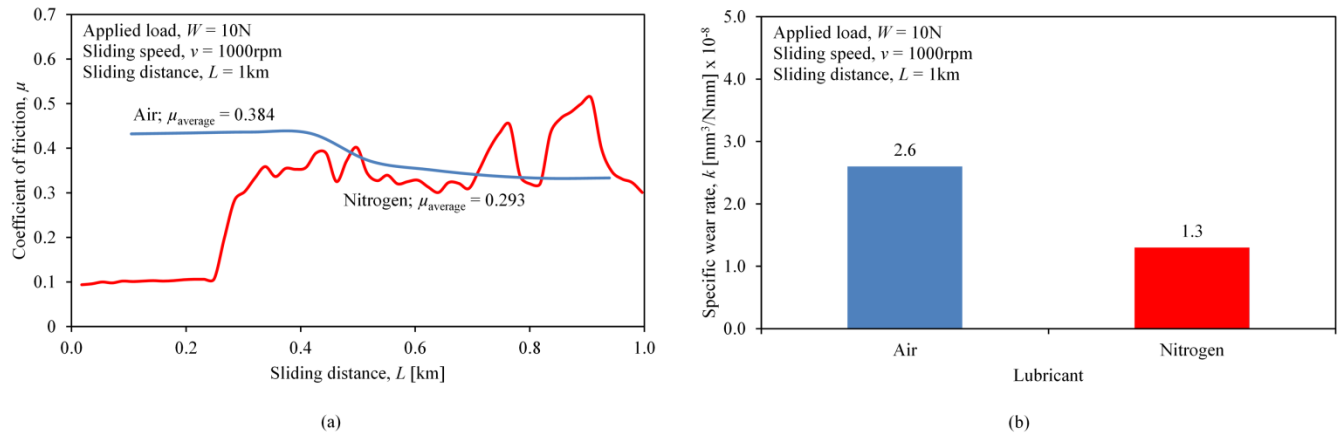 0.7
0.6
0.5
0.4
0.3
0.2
0.1
0
Coefficient of friction, μ
Applied load, W = 10N
Sliding speed, v = 1000rpm
Sliding distance, L = 1km
Air; μaverage = 0.384
Nitrogen; μaverage = 0.293
0.0 0.2 0.4 0.6 0.8 1.0
Sliding distance, L [km]
(a)
5.0
4.0
3.0
2.0
1.0
0.0
Specific wear rate, k [mm³/Nmm] x 10⁻⁸
Applied load, W = 10N
Sliding speed, v = 1000rpm
Sliding distance, L = 1km
2.6
1.3
Air Nitrogen
Lubricant
(b)